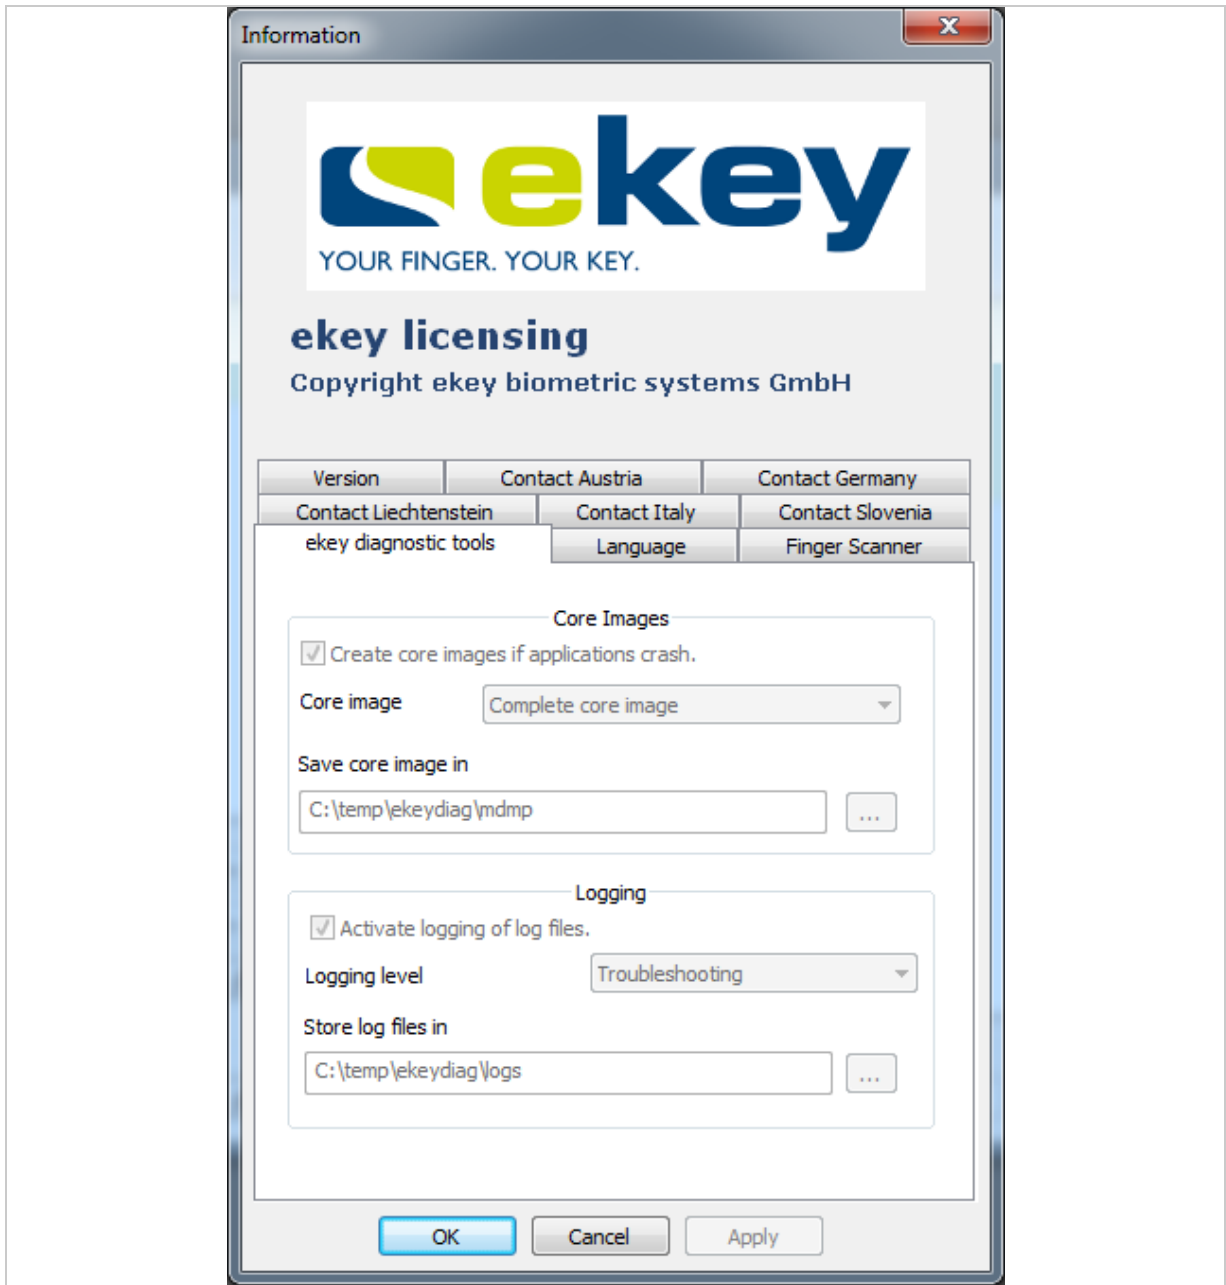 Information
ekey
YOUR FINGER. YOUR KEY.
ekey licensing
Copyright ekey biometric systems GmbH
Version Contact Austria Contact Germany
Contact Liechtenstein Contact Italy Contact Slovenia
ekey diagnostic tools Language Finger Scanner
Core Images
Create core images if applications crash.
Core image Complete core image
Save core image in
C:\temp\ekeydiag\mdmp ...
Logging
Activate logging of log files.
Logging level Troubleshooting
Store log files in
C:\temp\ekeydiag\logs ...
OK Cancel Apply